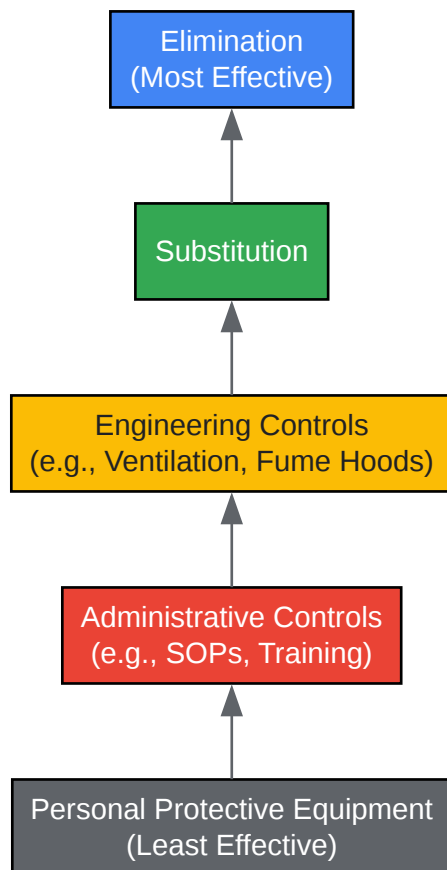 Elimination
(Most Effective)
Substitution
Engineering Controls
(e.g., Ventilation, Fume Hoods)
Administrative Controls
(e.g., SOPs, Training)
Personal Protective Equipment
(Least Effective)